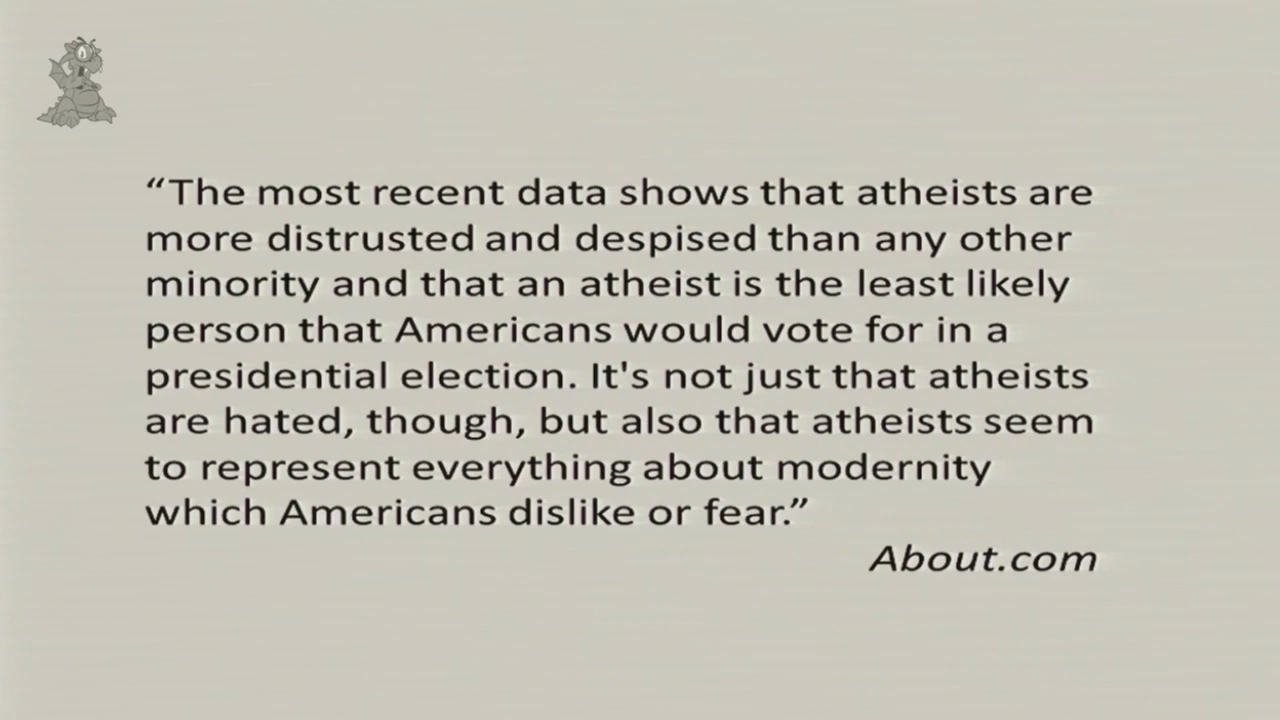 “The most recent data shows that atheists are
more distrusted and despised than any other
minority and that an atheist is the least likely
person that Americans would vote for in a
presidential election. It's not just that atheists
are hated, though, but also that atheists seem
to represent everything about modernity
which Americans dislike or fear.”
About.com